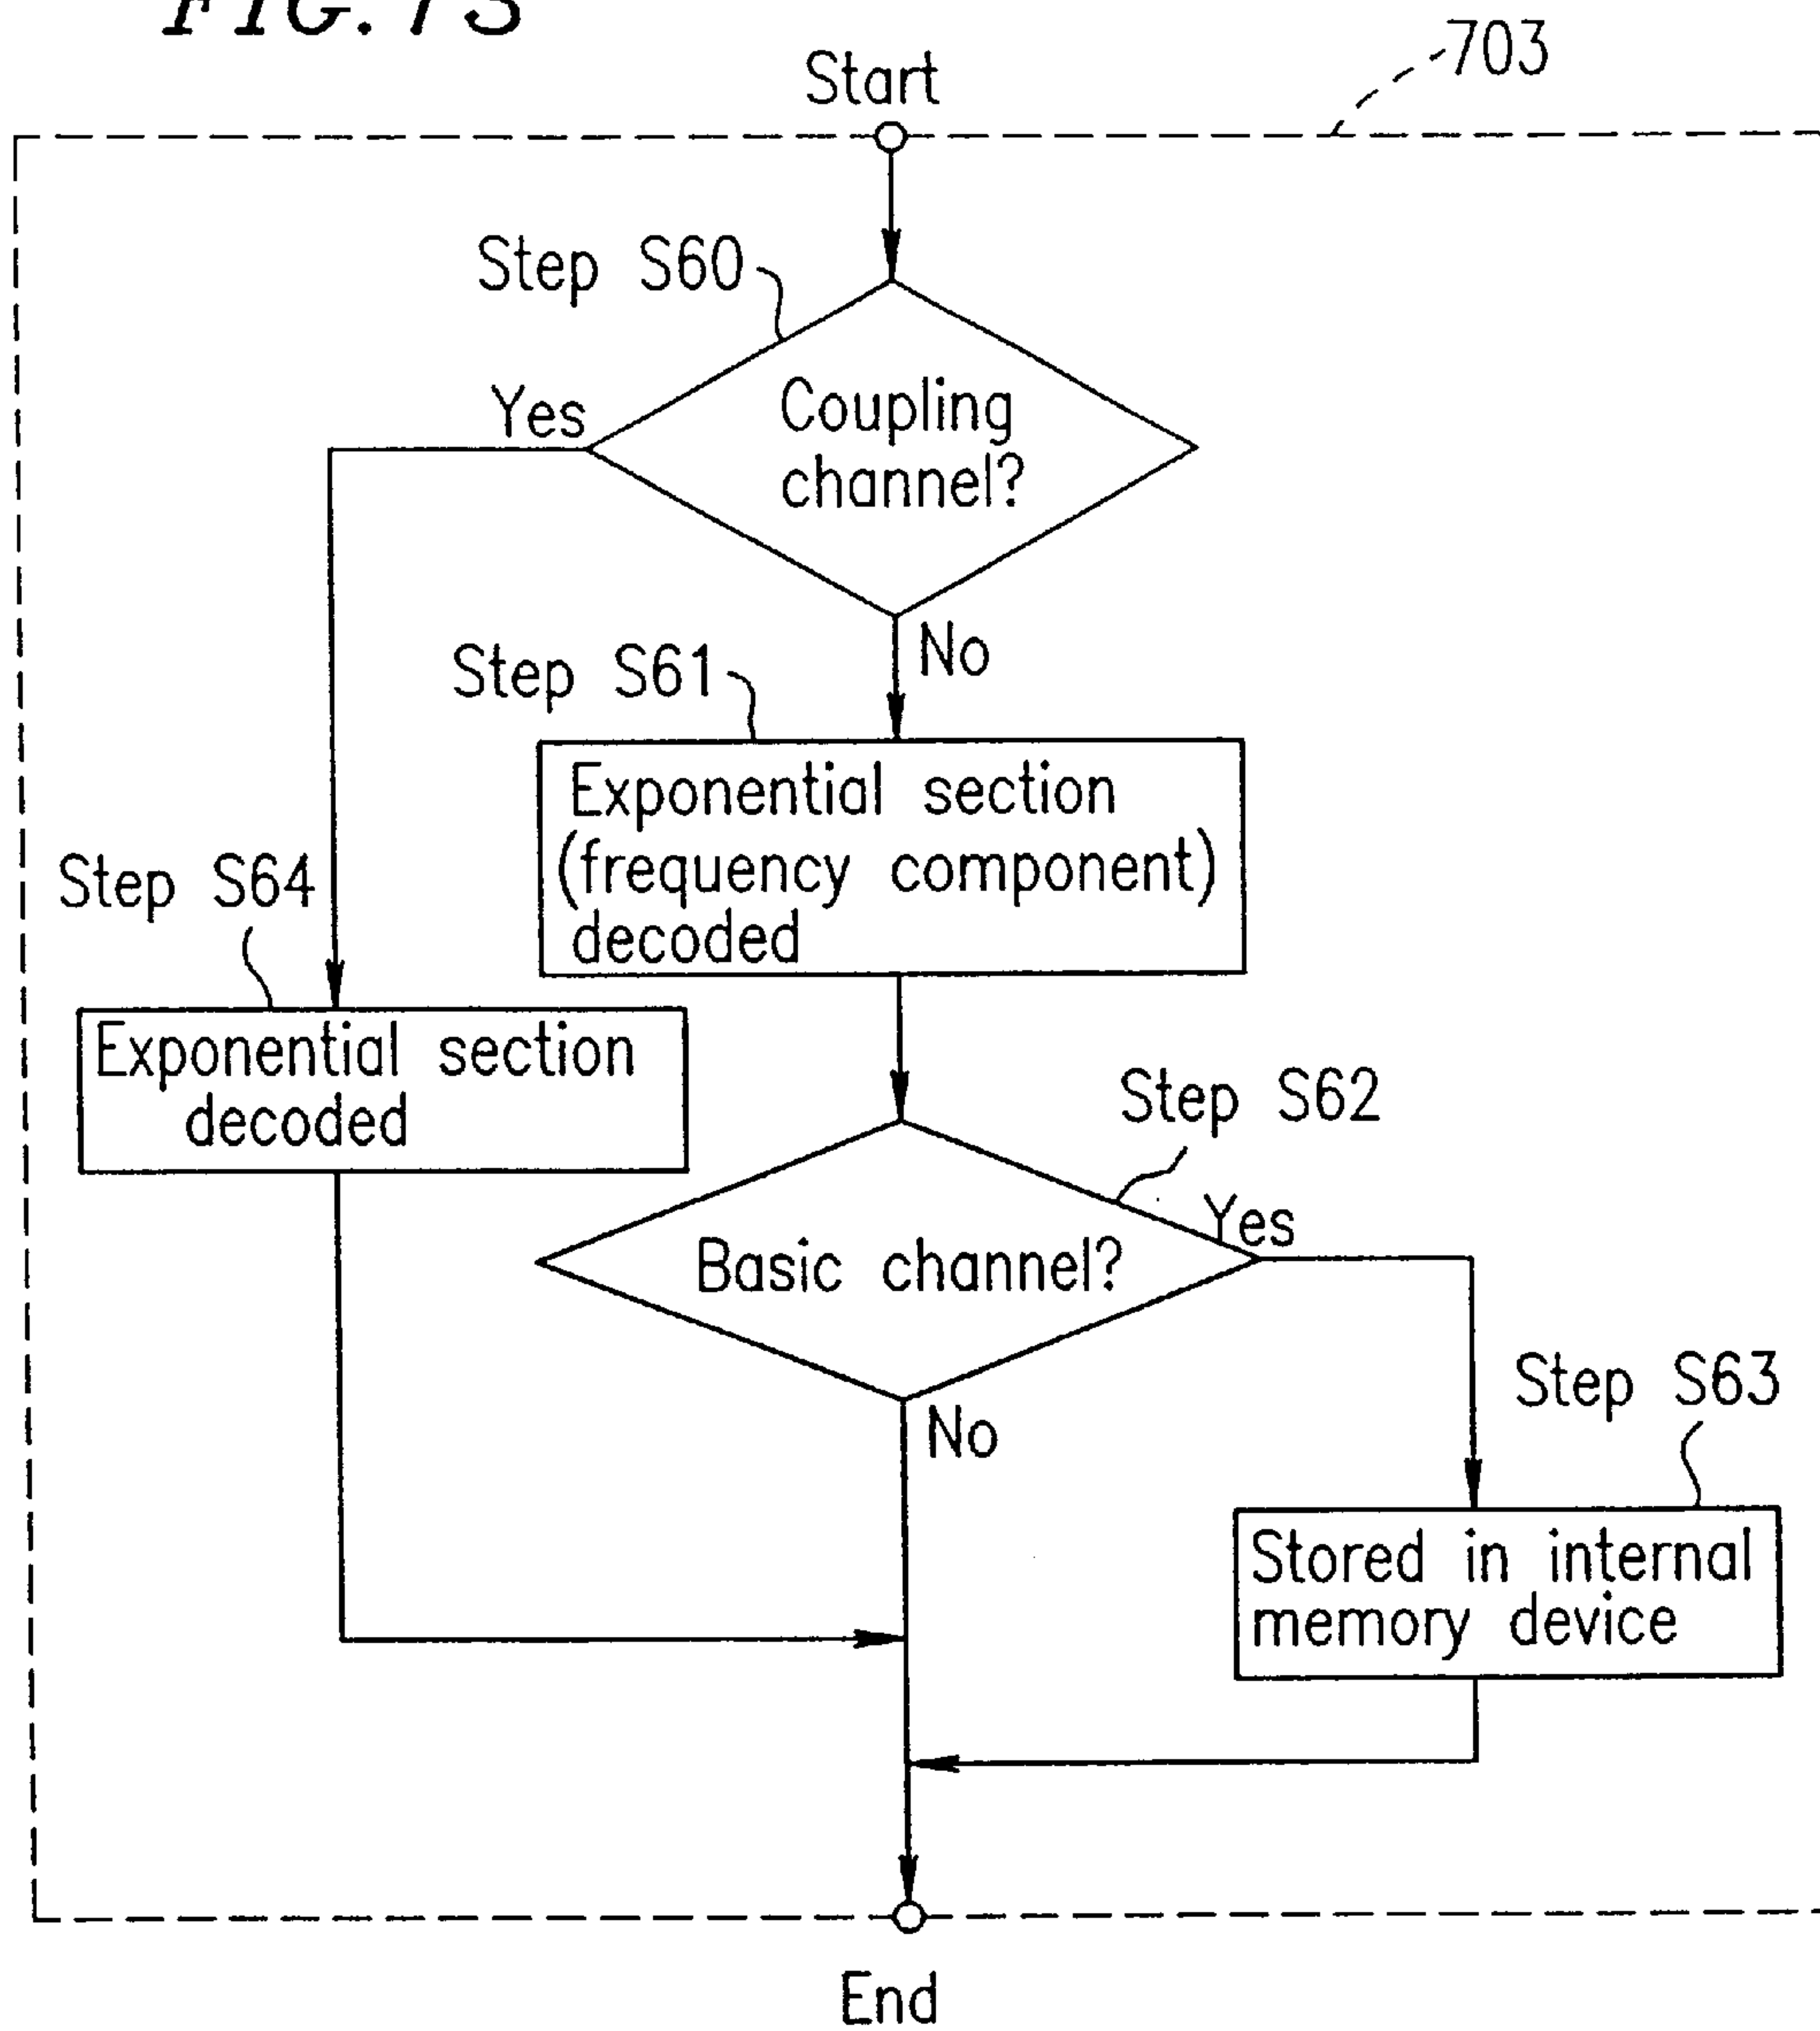 FIG.
703
Start
Step S60
Yes
Coupling
channel?
No
Step S61
Exponential section
(frequency component)
decoded
Step S64
Exponential section
decoded
Step S62
Yes
Basic channel?
No
Step S63
Stored in internal
memory device
End